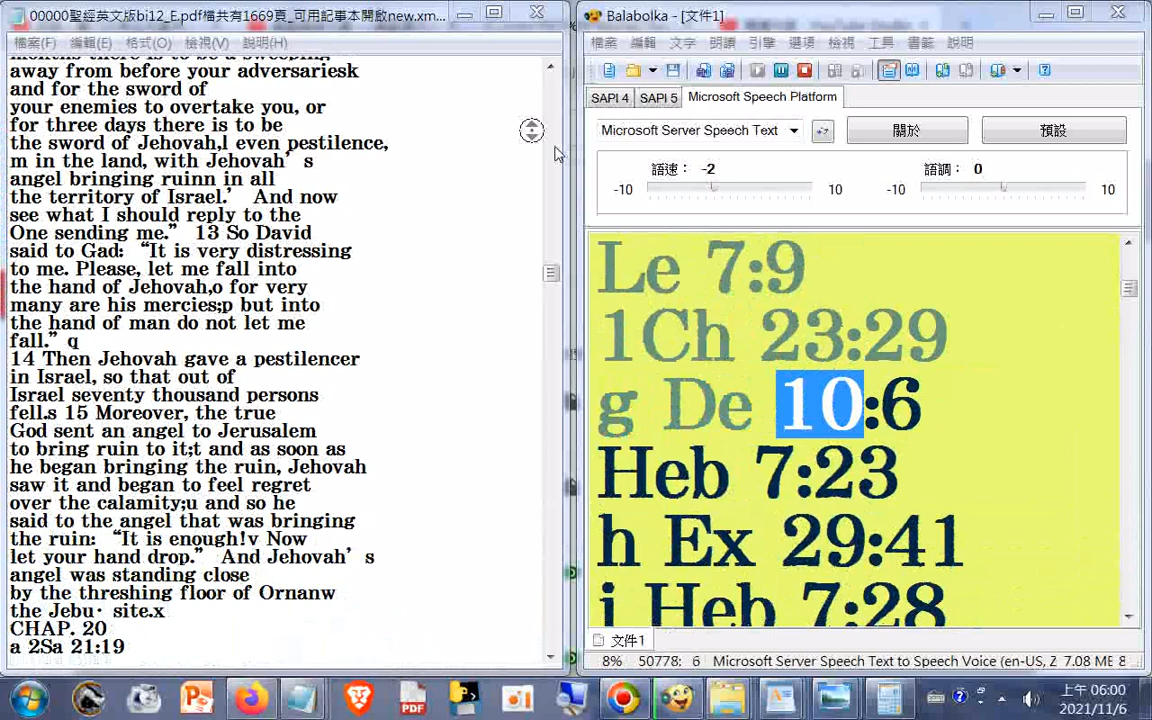 00000聖經英文版bi12_E.pdf檔共有1669頁_可用記事本開啟new.xm...
檔案(F) 編輯(E) 格式(O) 檢視(V) 說明(H)
months there is to be a sweeping
away from before your adversariesk
and for the sword of
your enemies to overtake you, or
for three days there is to be
the sword of Jehovah,l even pestilence,
m in the land, with Jehovah’s
angel bringing ruinn in all
the territory of Israel.’ And now
see what I should reply to the
One sending me.” 13 So David
said to Gad: “It is very distressing
to me. Please, let me fall into
the hand of Jehovah,o for very
many are his mercies;p but into
the hand of man do not let me
fall.” q
14 Then Jehovah gave a pestilencer
in Israel, so that out of
Israel seventy thousand persons
fell.s 15 Moreover, the true
God sent an angel to Jerusalem
to bring ruin to it;t and as soon as
he began bringing the ruin, Jehovah
saw it and began to feel regret
over the calamity;u and so he
said to the angel that was bringing
the ruin: “It is enough!v Now
let your hand drop.” And Jehovah’s
angel was standing close
by the threshing floor of Ornanw
the Jebu· site.x
CHAP. 20
a 2Sa 21:19
Balabolka - [文件1]
檔案 編輯 文字 朗讀 引擎 選項 檢視 工具 書籤 說明
SAPI 4 SAPI 5 Microsoft Speech Platform
Microsoft Server Speech Text 關於 預設
語速: -2 語調: 0
-10 10 -10 10
Le 7:9
1Ch 23:29
g De 10:6
Heb 7:23
h Ex 29:41
i Heb 7:28
文件1
8% 50778: 6 Microsoft Server Speech Text to Speech Voice (en-US, Z 7.08 MB 8
上午 06:00
2021/11/6